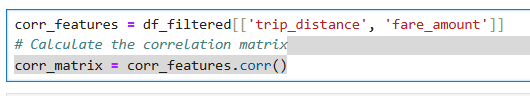 corr_features = df_filtered[['trip_distance', 'fare_amount']]
# Calculate the correlation matrix
corr_matrix = corr_features.corr()